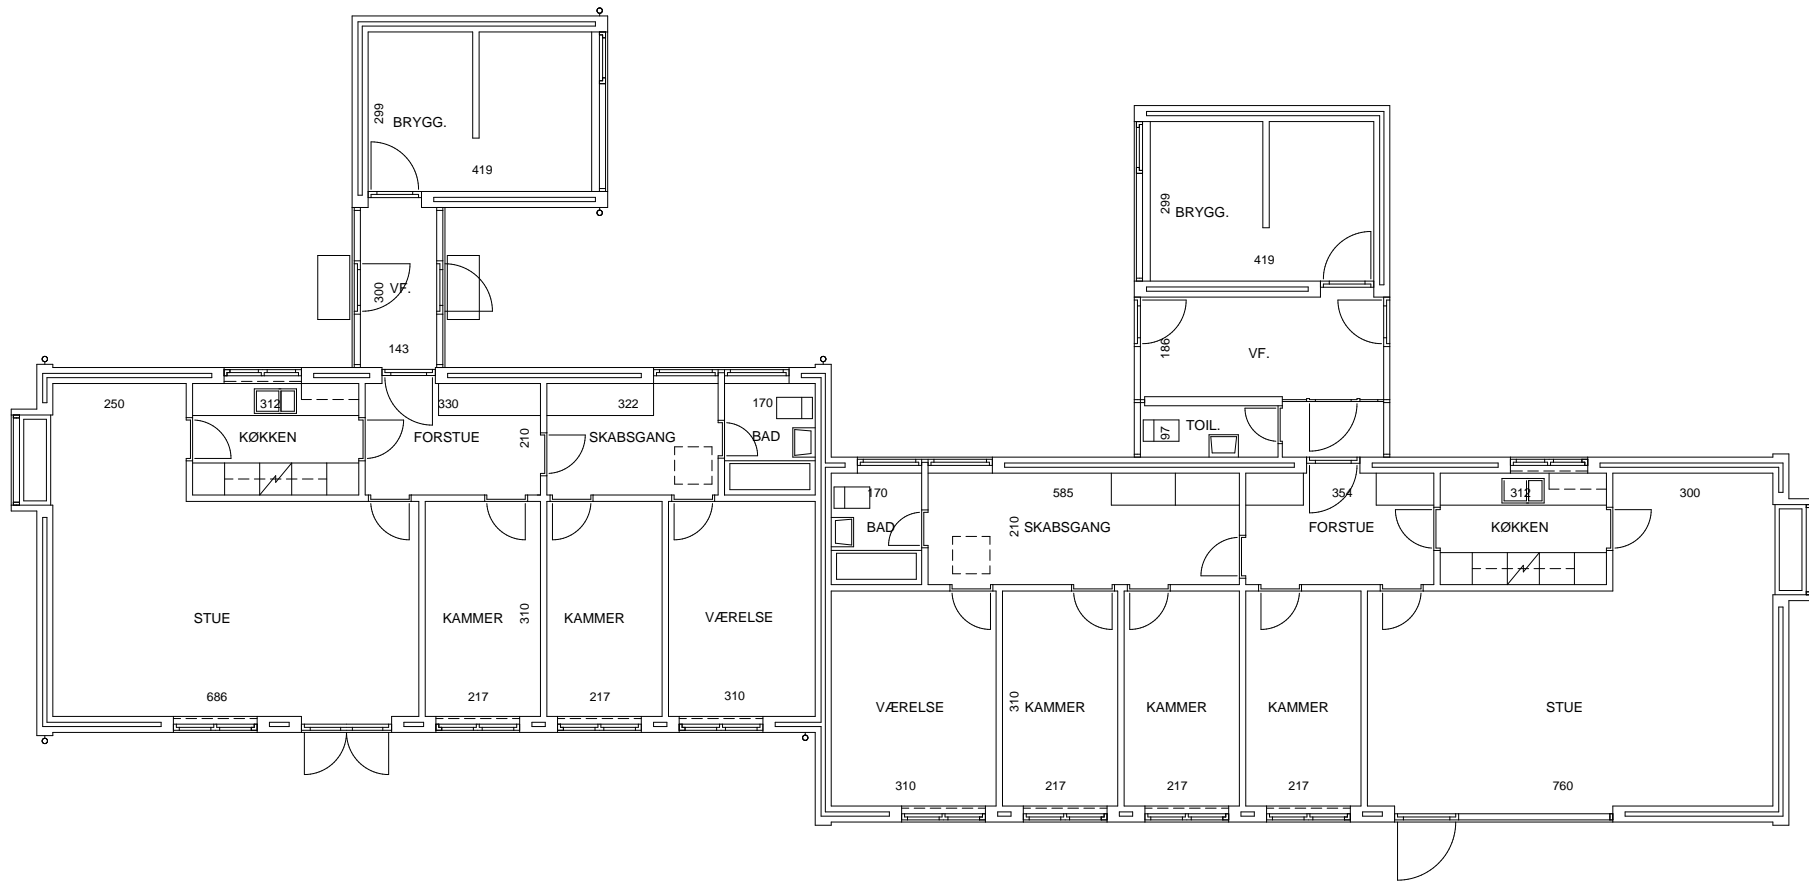 299
BRYGG.
419
300
VF.
143
250
312
330
322
170
KØKKEN
FORSTUE
210
SKABSGANG
BAD
STUE
KAMMER
310
KAMMER
VÆRELSE
686
217
217
310
299
BRYGG.
419
186
VF.
97
TOIL.
170
585
354
312
300
BAD
210
SKABSGANG
FORSTUE
KØKKEN
VÆRELSE
310
KAMMER
KAMMER
KAMMER
STUE
310
217
217
217
760